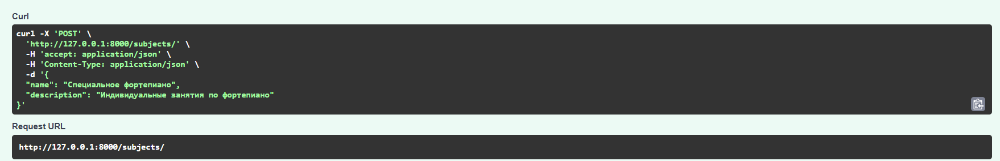 Curl
curl -X 'POST' \
  'http://127.0.0.1:8000/subjects/' \
  -H 'accept: application/json' \
  -H 'Content-Type: application/json' \
  -d '{
  "name": "Специальное фортепиано",
  "description": "Индивидуальные занятия по фортепиано"
}'
Request URL
http://127.0.0.1:8000/subjects/